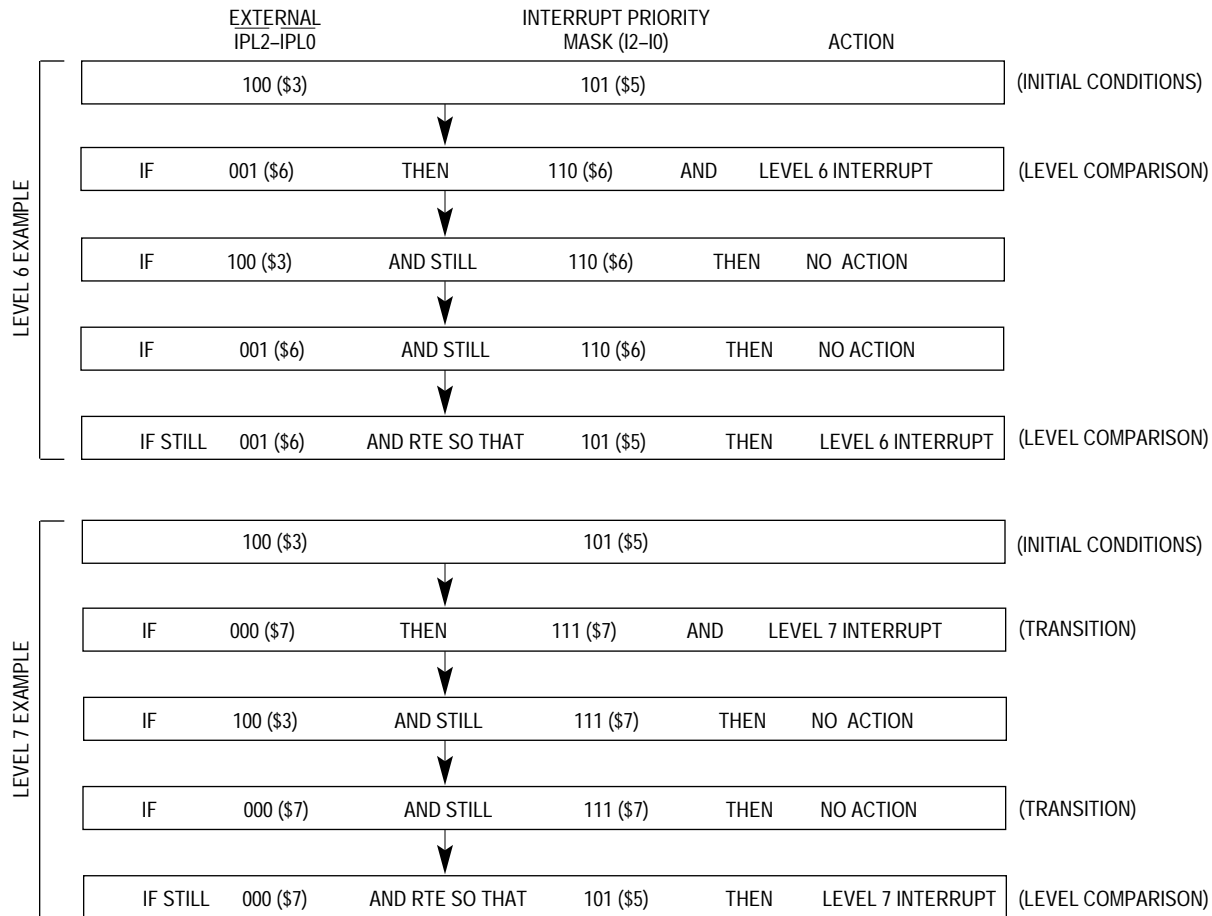 EXTERNAL
IPL2–IPL0
INTERRUPT PRIORITY
MASK (I2–I0)
ACTION
LEVEL 6 EXAMPLE
100 ($3) 101 ($5) (INITIAL CONDITIONS)
IF 001 ($6) THEN 110 ($6) AND LEVEL 6 INTERRUPT (LEVEL COMPARISON)
IF 100 ($3) AND STILL 110 ($6) THEN NO ACTION
IF 001 ($6) AND STILL 110 ($6) THEN NO ACTION
IF STILL 001 ($6) AND RTE SO THAT 101 ($5) THEN LEVEL 6 INTERRUPT (LEVEL COMPARISON)
LEVEL 7 EXAMPLE
100 ($3) 101 ($5) (INITIAL CONDITIONS)
IF 000 ($7) THEN 111 ($7) AND LEVEL 7 INTERRUPT (TRANSITION)
IF 100 ($3) AND STILL 111 ($7) THEN NO ACTION
IF 000 ($7) AND STILL 111 ($7) THEN NO ACTION (TRANSITION)
IF STILL 000 ($7) AND RTE SO THAT 101 ($5) THEN LEVEL 7 INTERRUPT (LEVEL COMPARISON)